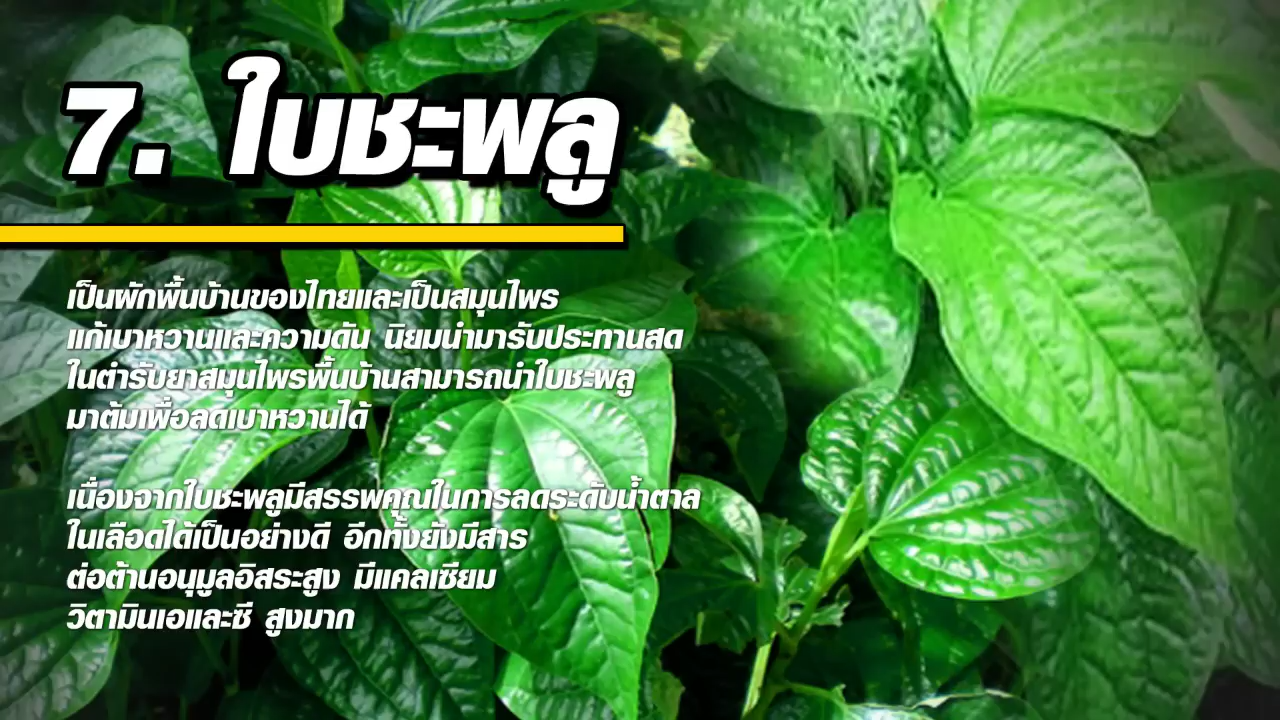 7. ใบชะพลู
เป็นผักพื้นบ้านของไทยและเป็นสมุนไพร
แก้เบาหวานและความดัน นิยมนำมารับประทานสด
ในตำรับยาสมุนไพรพื้นบ้านสามารถนำใบชะพลู
มาต้มเพื่อลดเบาหวานได้
เนื่องจากใบชะพลูมีสรรพคุณในการลดระดับน้ำตาล
ในเลือดได้เป็นอย่างดี อีกทั้งยังมีสาร
ต่อต้านอนุมูลอิสระสูง มีแคลเซียม
วิตามินเอและซี สูงมาก